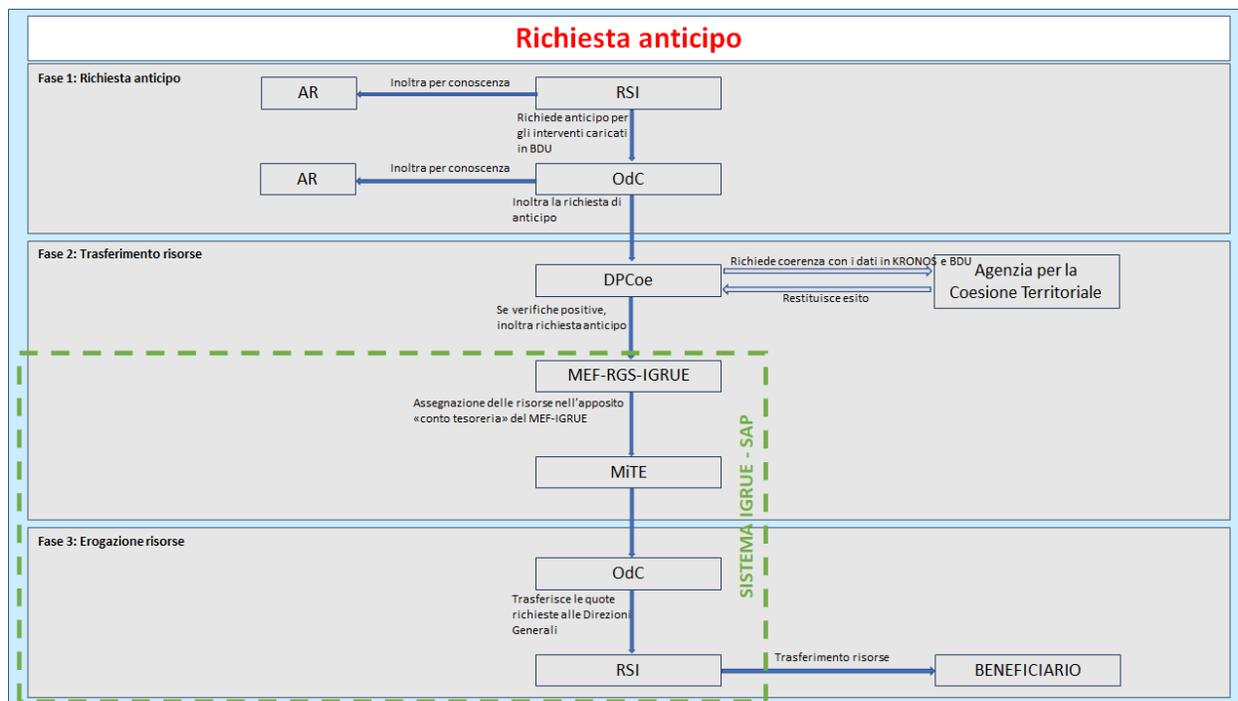 Richiesta anticipo
Fase 1: Richiesta anticipo
AR
Inoltra per conoscenza
RSI
Richiede anticipo per
gli interventi caricati
in BDU
AR
Inoltra per conoscenza
OdC
Inoltra la richiesta di
anticipo
Fase 2: Trasferimento risorse
DPCoe
Richiede coerenza con i dati in KRONOS e BDU
Restituisce esito
Agenzia per la
Coesione Territoriale
Se verifiche positive,
inoltra richiesta anticipo
MEF-RGS-IGRUE
Assegnazione delle risorse nell'apposito
«conto tesoreria» del MEF-IGRUE
MiTE
SISTEMA IGRUE - SAP
Fase 3: Erogazione risorse
OdC
Trasferisce le quote
richieste alle Direzioni
Generali
RSI
Trasferimento risorse
BENEFICIARIO